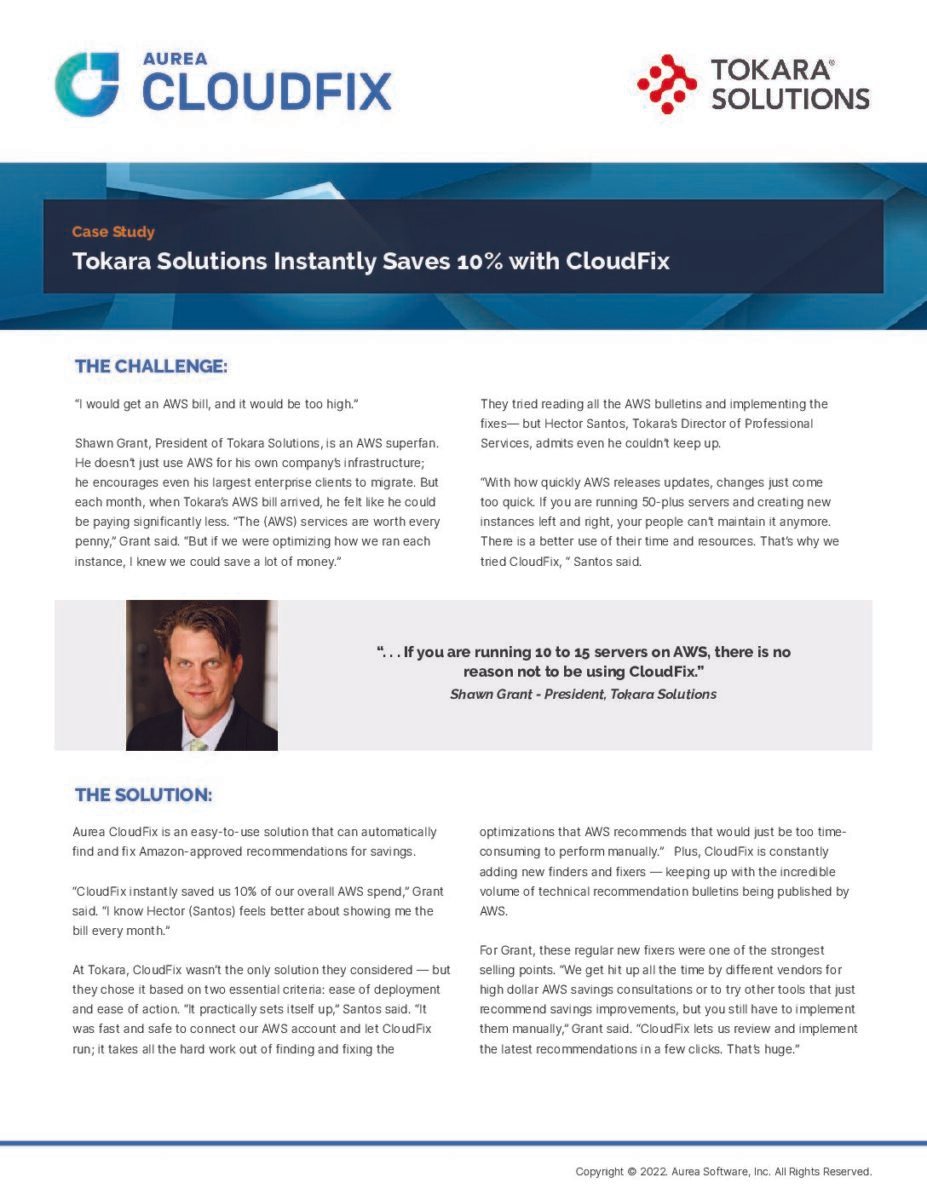 AUREA
CLOUDFIX
TOKARA®
SOLUTIONS
Case Study
Tokara Solutions Instantly Saves 10% with CloudFix
THE CHALLENGE:
“I would get an AWS bill, and it would be too high.”
Shawn Grant, President of Tokara Solutions, is an AWS superfan.
He doesn’t just use AWS for his own company’s infrastructure;
he encourages even his largest enterprise clients to migrate. But
each month, when Tokara’s AWS bill arrived, he felt like he could
be paying significantly less. “The (AWS) services are worth every
penny,” Grant said. “But if we were optimizing how we ran each
instance, I knew we could save a lot of money.”
They tried reading all the AWS bulletins and implementing the
fixes— but Hector Santos, Tokara’s Director of Professional
Services, admits even he couldn’t keep up.
“With how quickly AWS releases updates, changes just come
too quick. If you are running 50-plus servers and creating new
instances left and right, your people can’t maintain it anymore.
There is a better use of their time and resources. That’s why we
tried CloudFix, “ Santos said.
“. . . If you are running 10 to 15 servers on AWS, there is no
reason not to be using CloudFix.”
Shawn Grant - President, Tokara Solutions
THE SOLUTION:
Aurea CloudFix is an easy-to-use solution that can automatically
find and fix Amazon-approved recommendations for savings.
“CloudFix instantly saved us 10% of our overall AWS spend,” Grant
said. “I know Hector (Santos) feels better about showing me the
bill every month.”
At Tokara, CloudFix wasn’t the only solution they considered — but
they chose it based on two essential criteria: ease of deployment
and ease of action. “It practically sets itself up,” Santos said. “It
was fast and safe to connect our AWS account and let CloudFix
run; it takes all the hard work out of finding and fixing the
optimizations that AWS recommends that would just be too time-
consuming to perform manually.” Plus, CloudFix is constantly
adding new finders and fixers — keeping up with the incredible
volume of technical recommendation bulletins being published by
AWS.
For Grant, these regular new fixers were one of the strongest
selling points. “We get hit up all the time by different vendors for
high dollar AWS savings consultations or to try other tools that just
recommend savings improvements, but you still have to implement
them manually,” Grant said. “CloudFix lets us review and implement
the latest recommendations in a few clicks. That’s huge.”
Copyright © 2022. Aurea Software, Inc. All Rights Reserved.